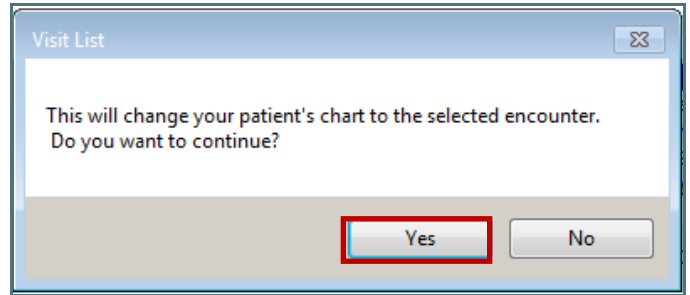 Visit List
This will change your patient's chart to the selected encounter.
Do you want to continue?
Yes
No